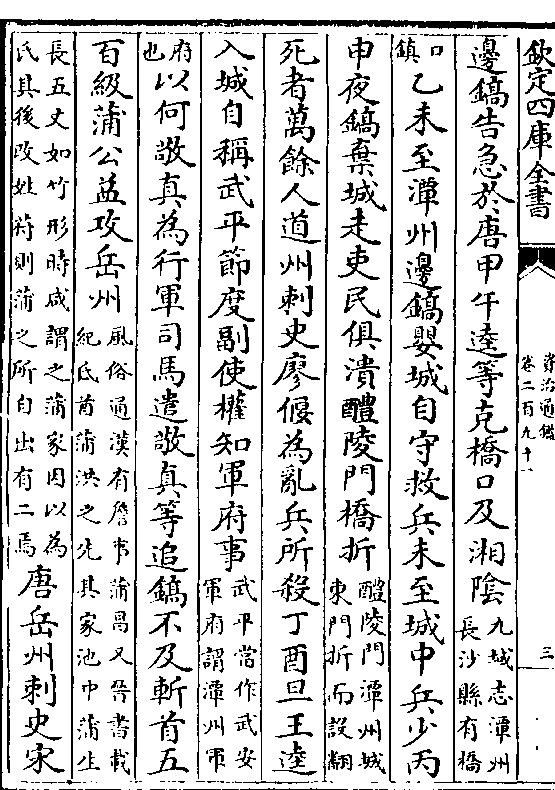 欽定四庫全書
資治通鑑
卷二百九十一
三
邊鎬告急於唐甲午逵等克橋口及湘陰九域志潭州
長沙縣有橋
口
鎮乙未至潭州邊鎬嬰城自守救兵未至城中兵少丙
申夜鎬棄城走吏民俱潰醴陵門橋折醴陵門潭州城
東門折而設翻
死者萬餘人道州刺史廖偃為亂兵所殺丁酉旦王逵
入城自稱武平節度副使權知軍府事武平當作武安
軍府謂潭州軍
府
也以何敬真為行軍司馬遣敬真等追鎬不及斬首五
百級蒲公益攻岳州風俗通漢有詹事蒲昌又晉書載
紀氐酋蒲洪之先其家池中蒲生
長五丈如竹形時咸謂之蒲家因以為
氏其後改姓苻則蒲之所自出有二焉唐岳州刺史宋